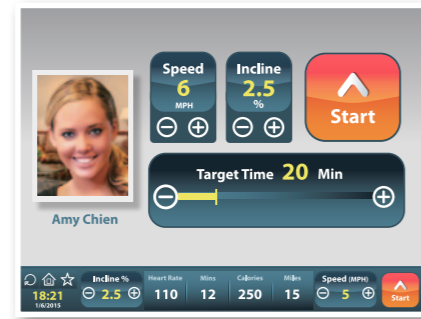 Speed
6
MPH
Incline
2.5
%
Start
Target Time 20 Min
Amy Chien
18:21
1/6/2015
Incline %
2.5
Heart Rate
110
Mins
12
Calories
250
Miles
15
Speed (MPH)
5
Start